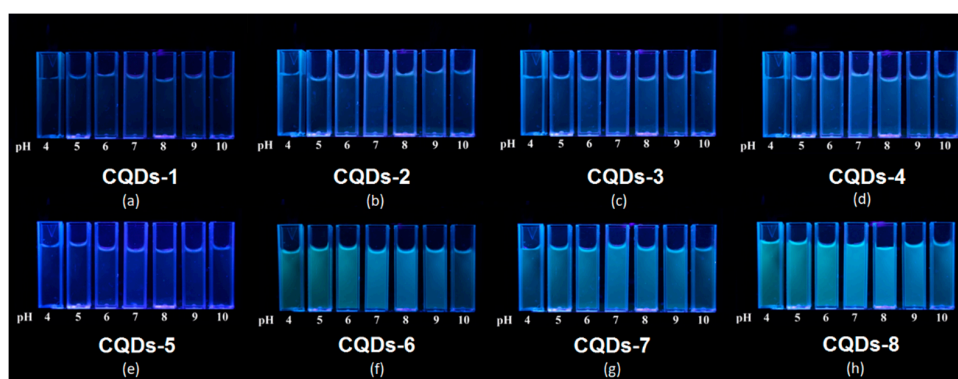 pH 4 5 6 7 8 9 10
CQDs-1
(a)
pH 4 5 6 7 8 9 10
CQDs-2
(b)
pH 4 5 6 7 8 9 10
CQDs-3
(c)
pH 4 5 6 7 8 9 10
CQDs-4
(d)
pH 4 5 6 7 8 9 10
CQDs-5
(e)
pH 4 5 6 7 8 9 10
CQDs-6
(f)
pH 4 5 6 7 8 9 10
CQDs-7
(g)
pH 4 5 6 7 8 9 10
CQDs-8
(h)